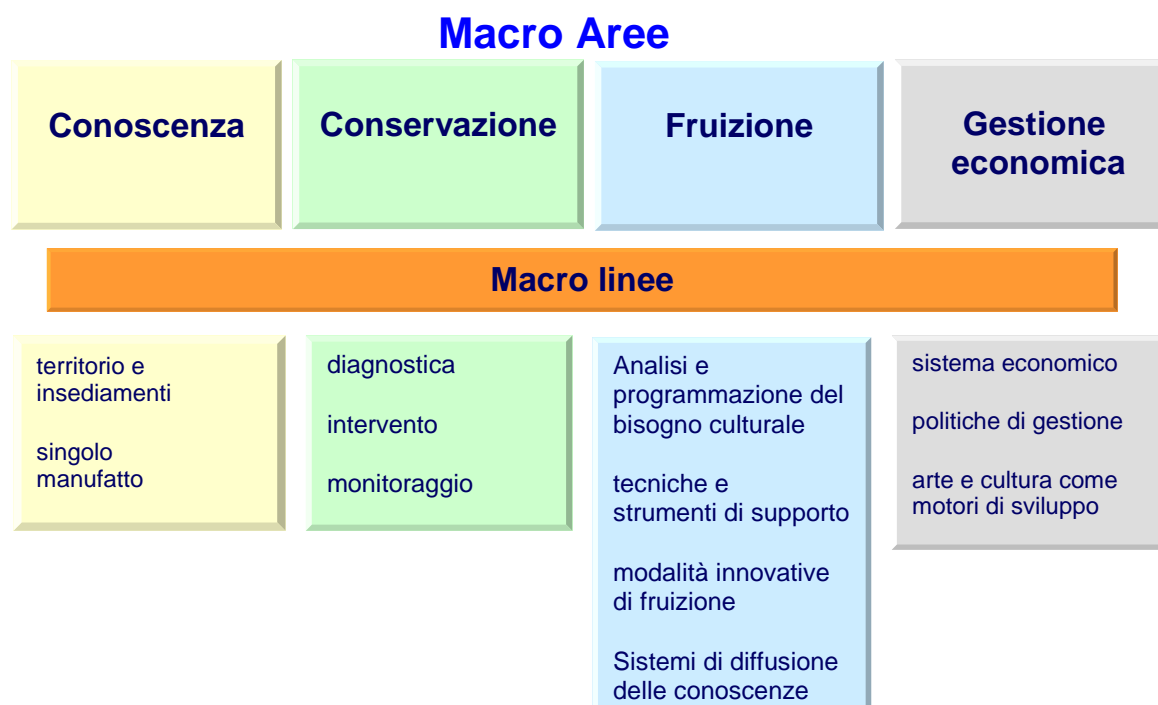 Macro Aree
Conoscenza
Conservazione
Fruizione
Gestione
economica
Macro linee
territorio e
insediamenti
singolo
manufatto
diagnostica
intervento
monitoraggio
Analisi e
programmazione del
bisogno culturale
tecniche e
strumenti di supporto
modalità innovative
di fruizione
Sistemi di diffusione
delle conoscenze
sistema economico
politiche di gestione
arte e cultura come
motori di sviluppo